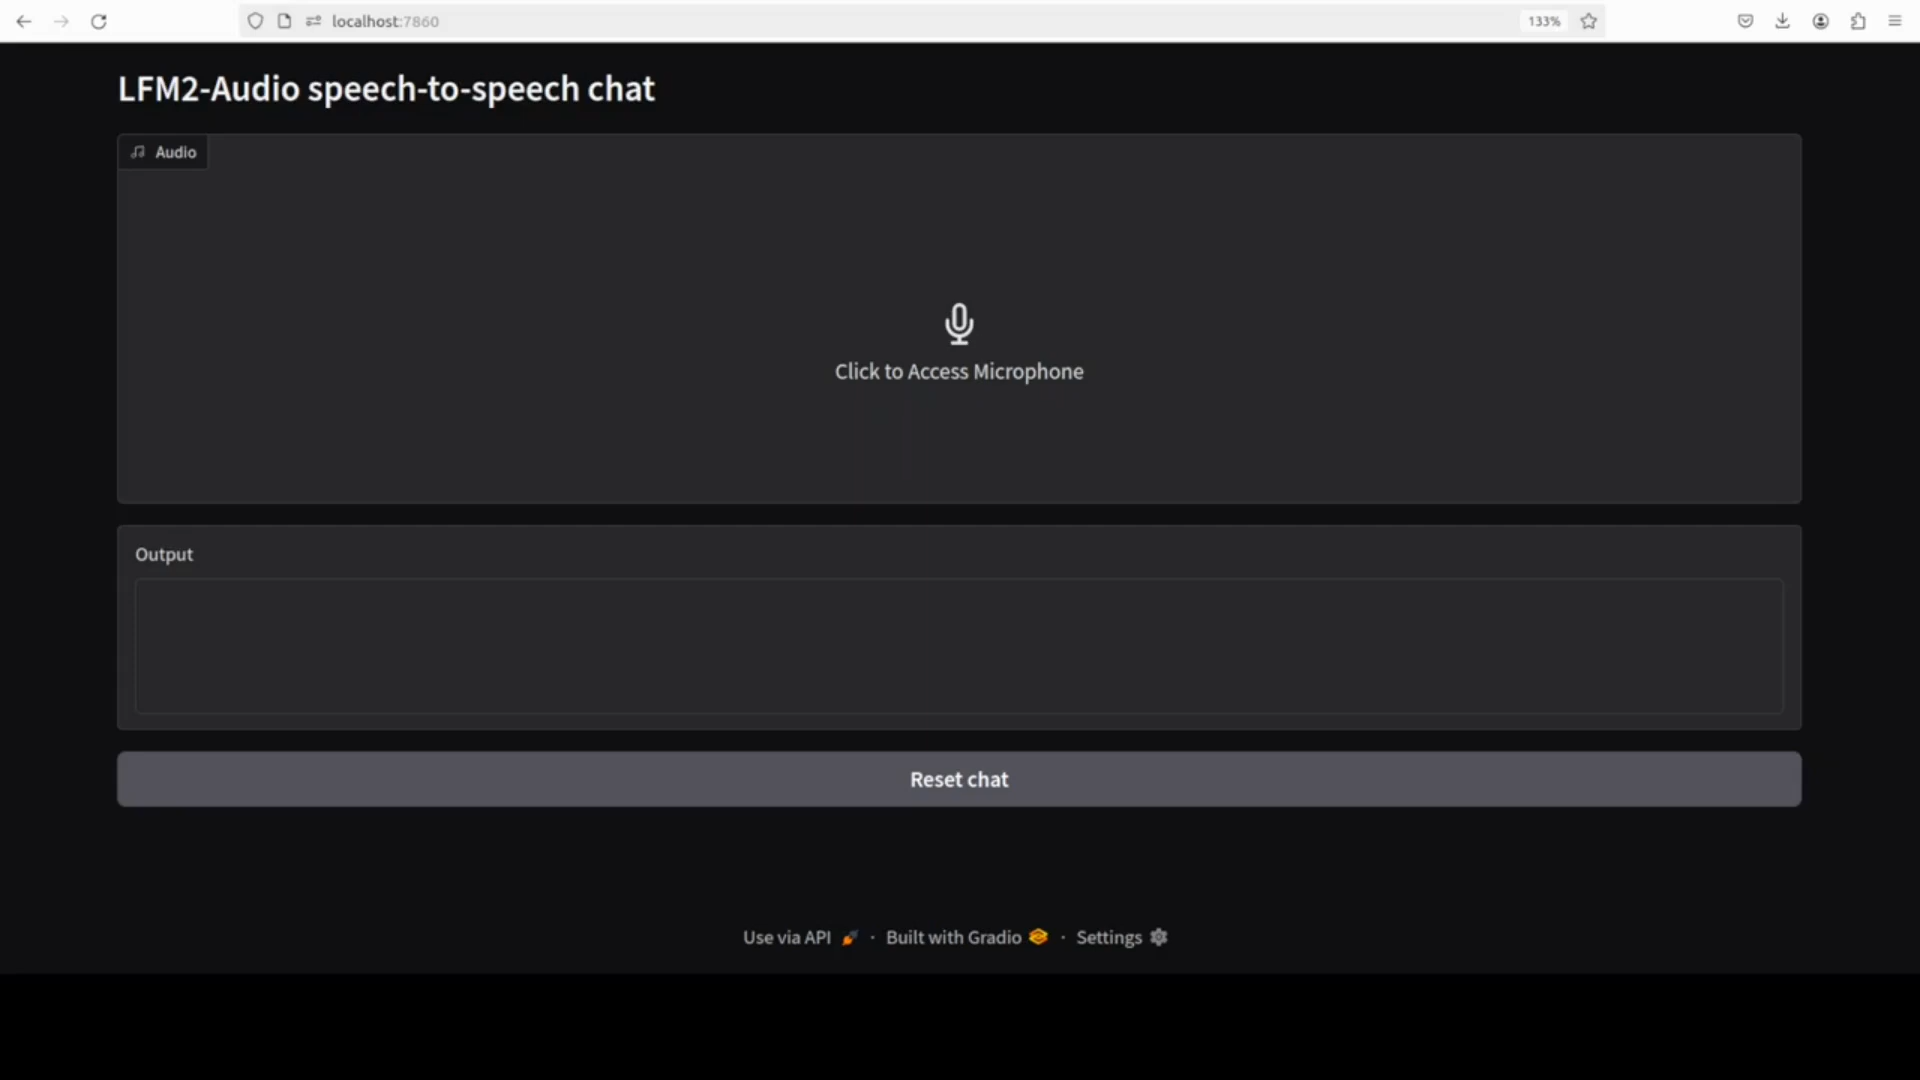 localhost:7860
133%
LFM2-Audio speech-to-speech chat
Audio
Click to Access Microphone
Output
Reset chat
Use via API · Built with Gradio · Settings